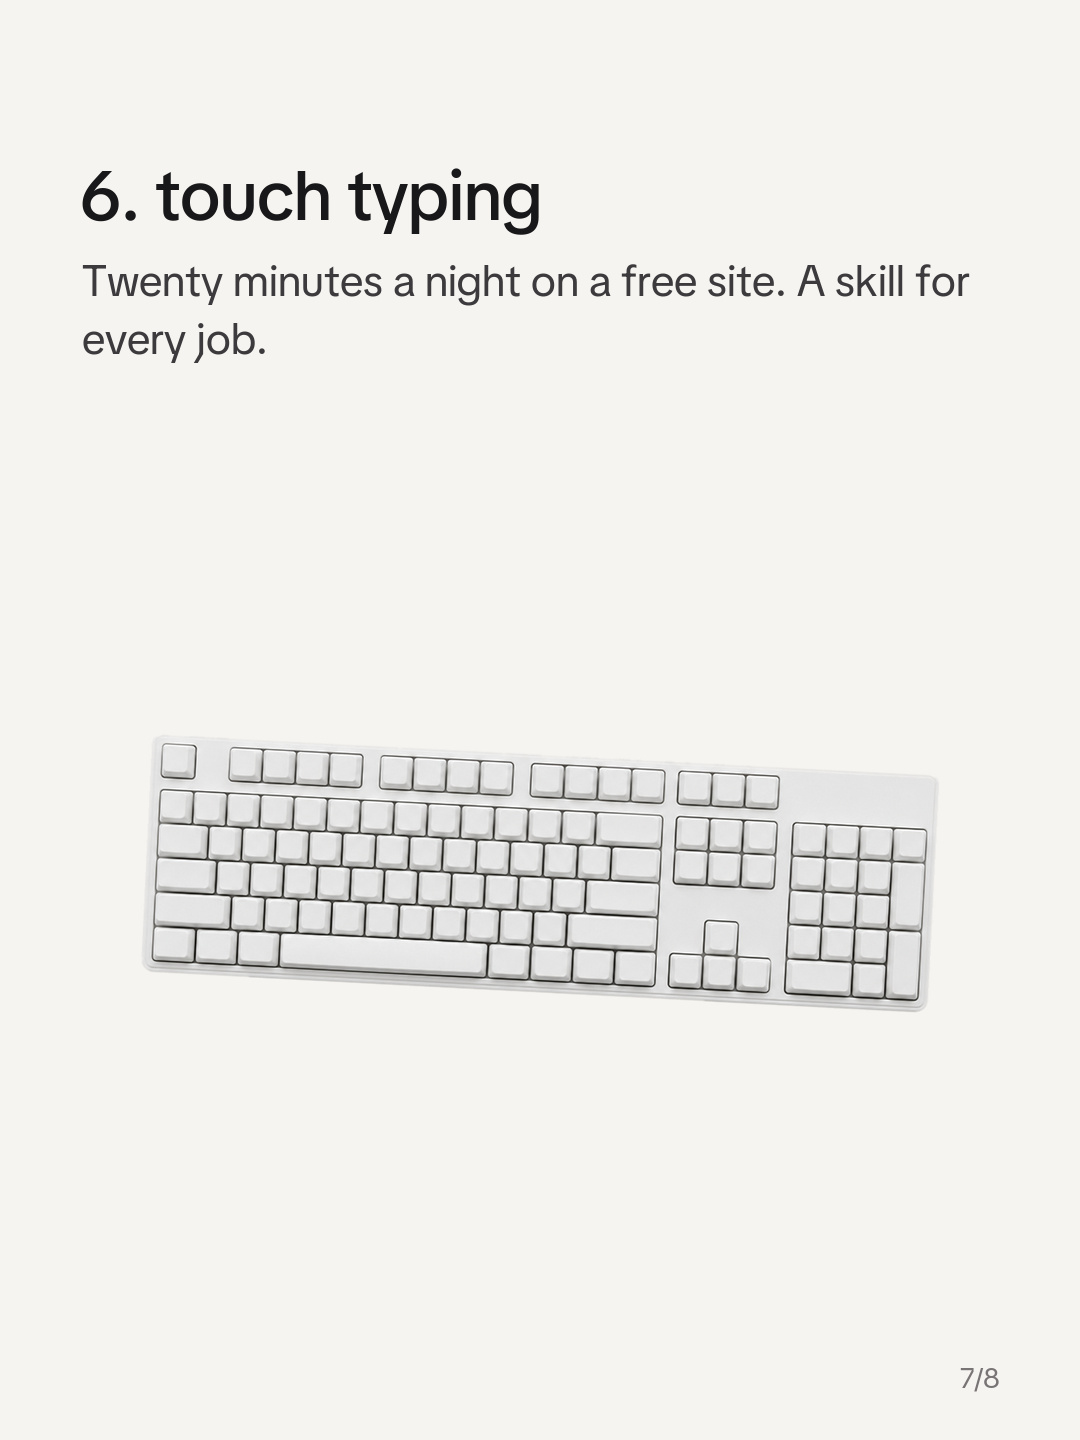 6. touch typing
Twenty minutes a night on a free site. A skill for
every job.
7/8